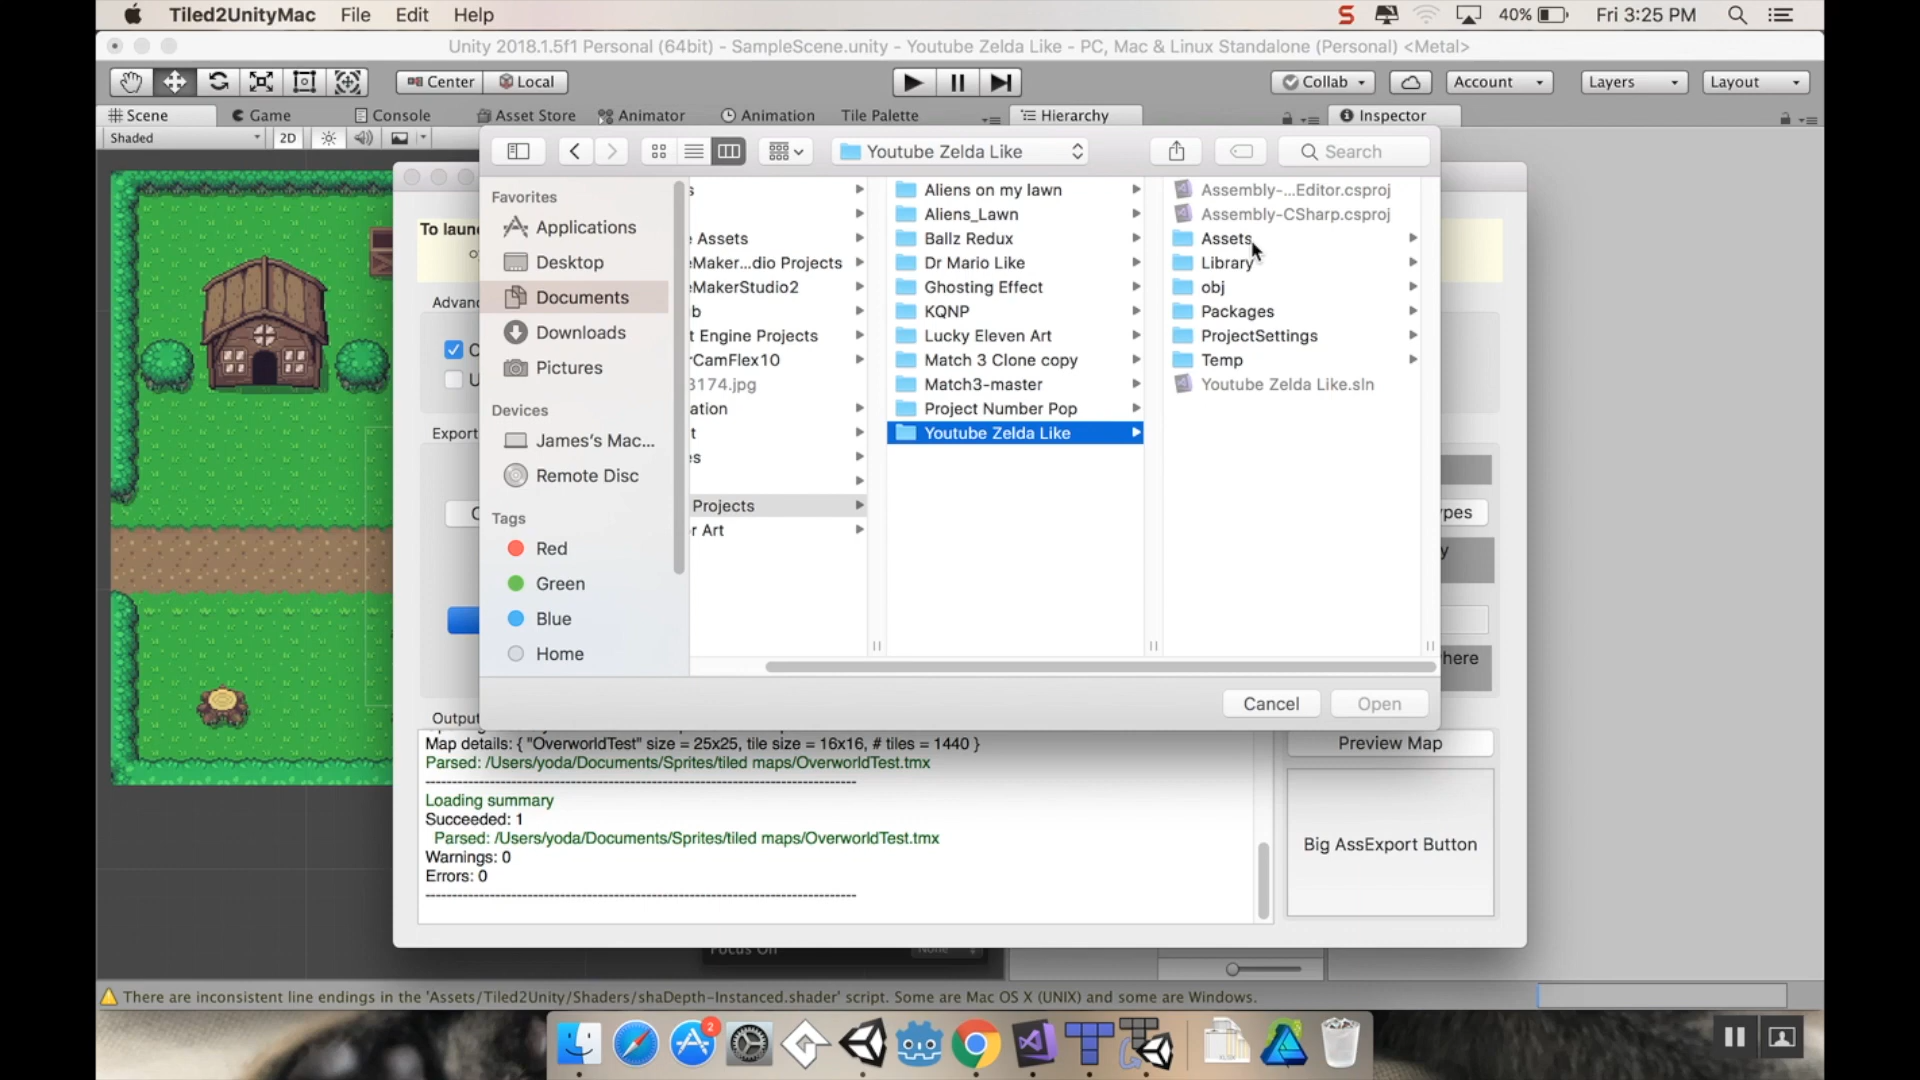 Tiled2UnityMac File Edit Help
S 40% Fri 3:25 PM
Unity 2018.1.5f1 Personal (64bit) - SampleScene.unity - Youtube Zelda Like - PC, Mac & Linux Standalone (Personal) <Metal>
Center Local Collab Account Layers Layout
Scene Game Console Asset Store Animator Animation Tile Palette Hierarchy Inspector
Shaded 2D
Youtube Zelda Like
Search
Favorites
Applications
Desktop
Documents
Downloads
Pictures
Devices
James's Mac...
Remote Disc
Tags
Red
Green
Blue
Home
s
Assets
eMaker...dio Projects
eMakerStudio2
b
t Engine Projects
rCamFlex10
3174.jpg
ation
t
es
Projects
r Art
Aliens on my lawn
Aliens_Lawn
Ballz Redux
Dr Mario Like
Ghosting Effect
KQNP
Lucky Eleven Art
Match 3 Clone copy
Match3-master
Project Number Pop
Youtube Zelda Like
Assembly-...Editor.csproj
Assembly-CSharp.csproj
Assets
Library
obj
Packages
ProjectSettings
Temp
Youtube Zelda Like.sln
Cancel Open
To laun
Advan
Export
Outpu
ypes
y
here
Preview Map
Big AssExport Button
Map details: { "OverworldTest" size = 25x25, tile size = 16x16, # tiles = 1440 }
Parsed: /Users/yoda/Documents/Sprites/tiled maps/OverworldTest.tmx
Loading summary
Succeeded: 1
Parsed: /Users/yoda/Documents/Sprites/tiled maps/OverworldTest.tmx
Warnings: 0
Errors: 0
Focus On None
There are inconsistent line endings in the 'Assets/Tiled2Unity/Shaders/shaDepth-Instanced.shader' script. Some are Mac OS X (UNIX) and some are Windows.
2